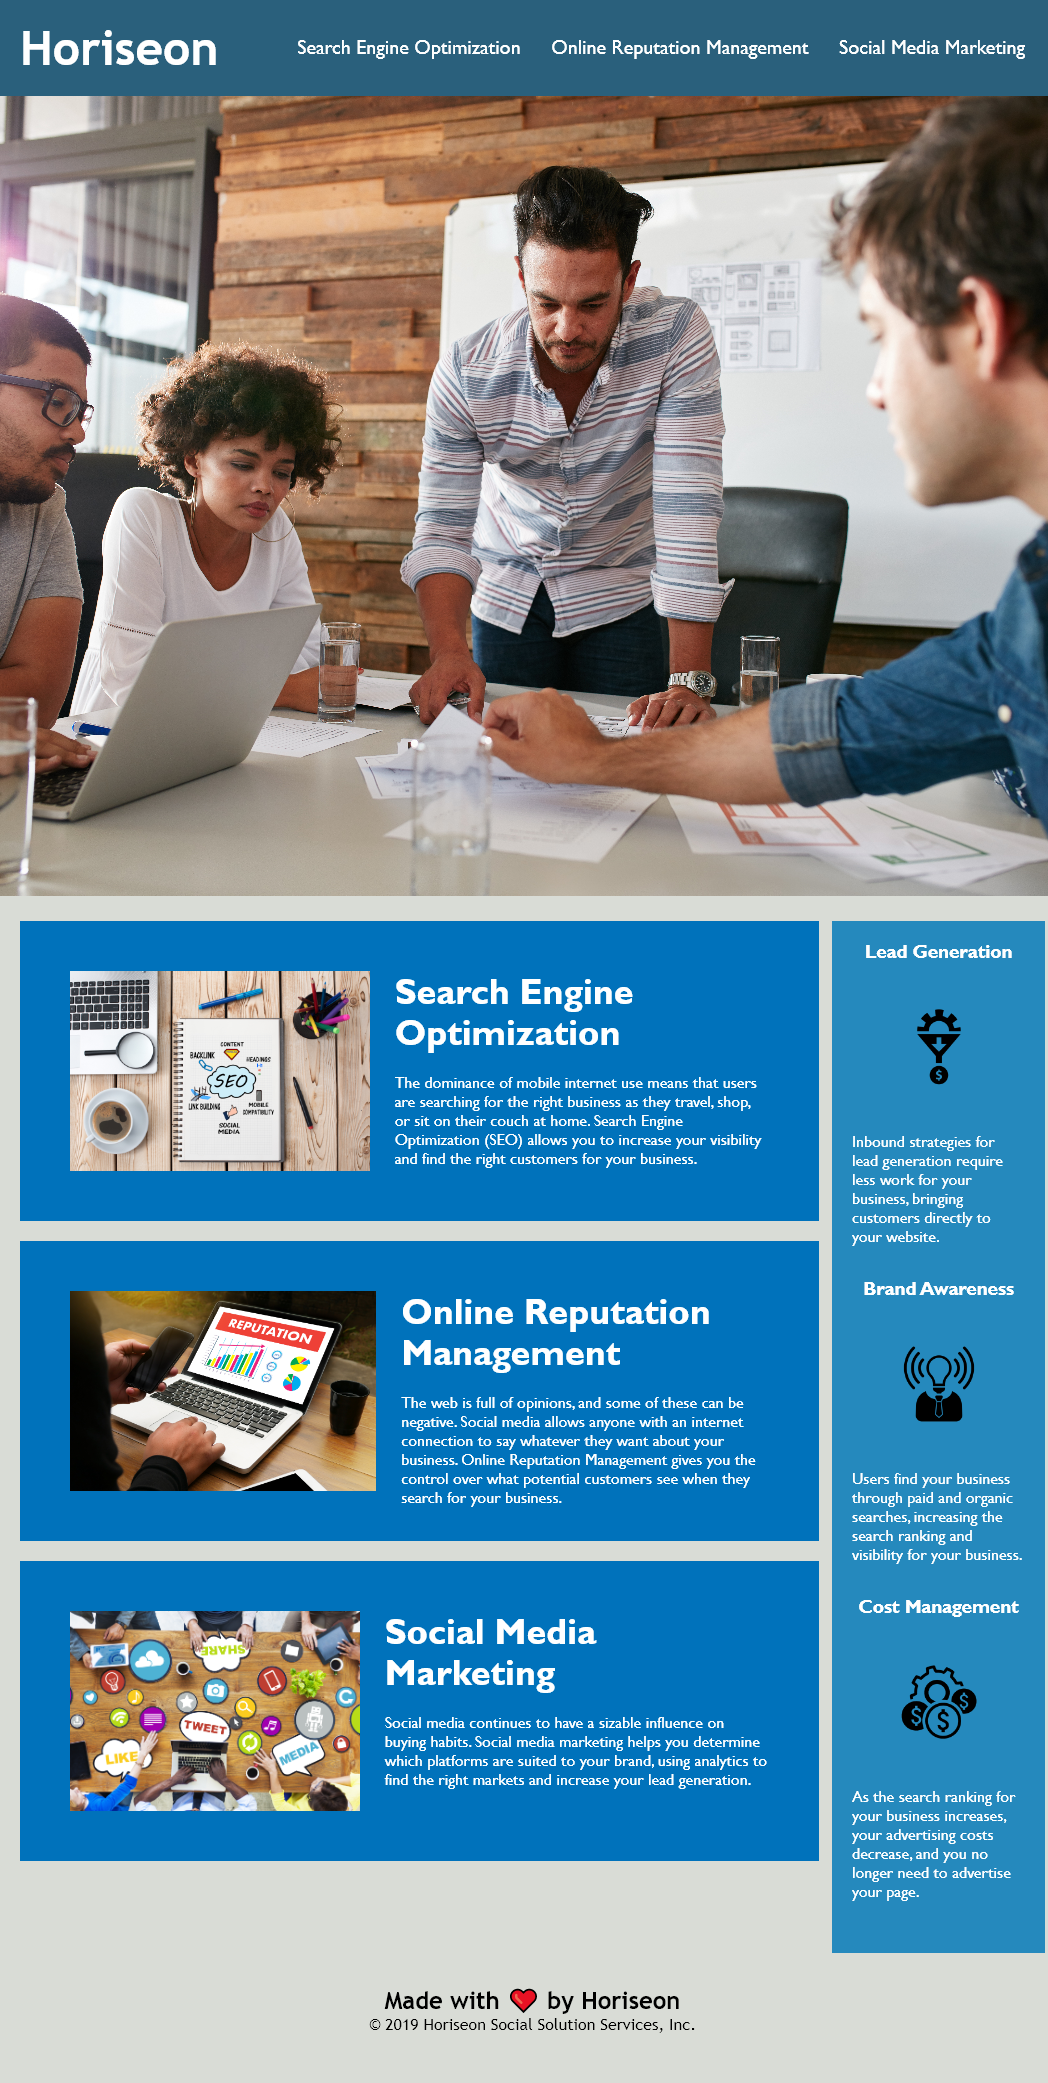 Horiseon
Search Engine Optimization
Online Reputation Management
Social Media Marketing
Search Engine
Optimization
The dominance of mobile internet use means that users
are searching for the right business as they travel, shop,
or sit on their couch at home. Search Engine
Optimization (SEO) allows you to increase your visibility
and find the right customers for your business.
CONTENT
BACKLINK
HEADINGS
SEO
LINK BUILDING
MOBILE
COMPATIBILITY
SOCIAL
MEDIA
Online Reputation
Management
The web is full of opinions, and some of these can be
negative. Social media allows anyone with an internet
connection to say whatever they want about your
business. Online Reputation Management gives you the
control over what potential customers see when they
search for your business.
REPUTATION
Social Media
Marketing
Social media continues to have a sizable influence on
buying habits. Social media marketing helps you determine
which platforms are suited to your brand, using analytics to
find the right markets and increase your lead generation.
SHARE
TWEET
LIKE
MEDIA
Lead Generation
$
Inbound strategies for
lead generation require
less work for your
business, bringing
customers directly to
your website.
Brand Awareness
Users find your business
through paid and organic
searches, increasing the
search ranking and
visibility for your business.
Cost Management
$
$
$
As the search ranking for
your business increases,
your advertising costs
decrease, and you no
longer need to advertise
your page.
Made with ❤️ by Horiseon
© 2019 Horiseon Social Solution Services, Inc.